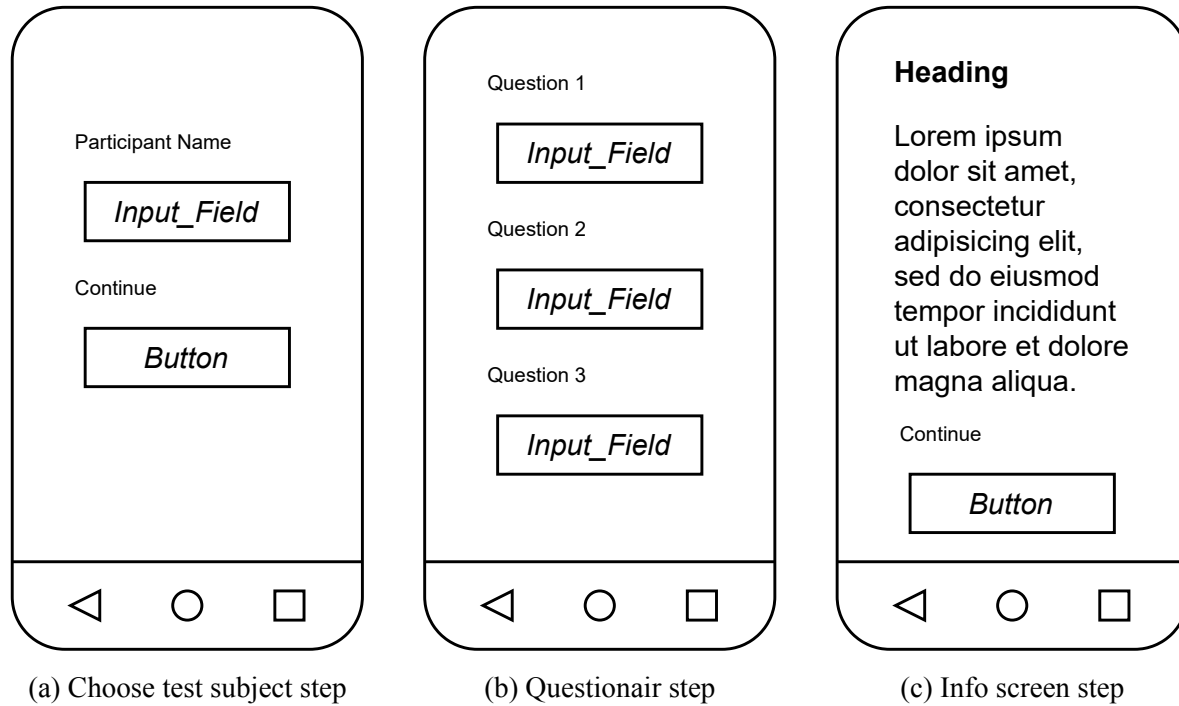 Participant Name
Input_Field
Continue
Button
(a) Choose test subject step
Question 1
Input_Field
Question 2
Input_Field
Question 3
Input_Field
(b) Questionair step
Heading
Lorem ipsum
dolor sit amet,
consectetur
adipisicing elit,
sed do eiusmod
tempor incididunt
ut labore et dolore
magna aliqua.
Continue
Button
(c) Info screen step